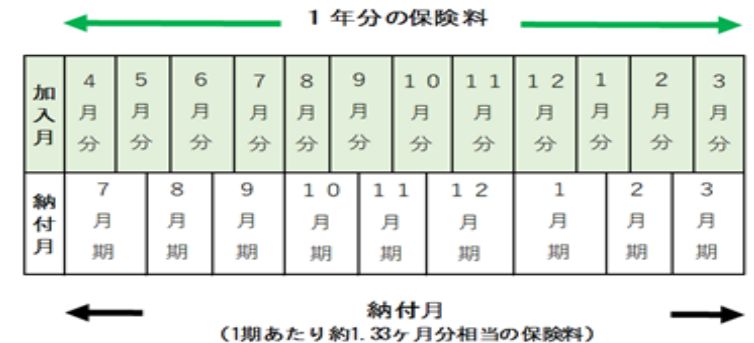 1年分の保険料
加入月 4月分 5月分 6月分 7月分 8月分 9月分 10月分 11月分 12月分 1月分 2月分 3月分
納付月 7月期 8月期 9月期 10月期 11月期 12月期 1月期 2月期 3月期
納付月
(1期あたり約1.33ヶ月分相当の保険料)